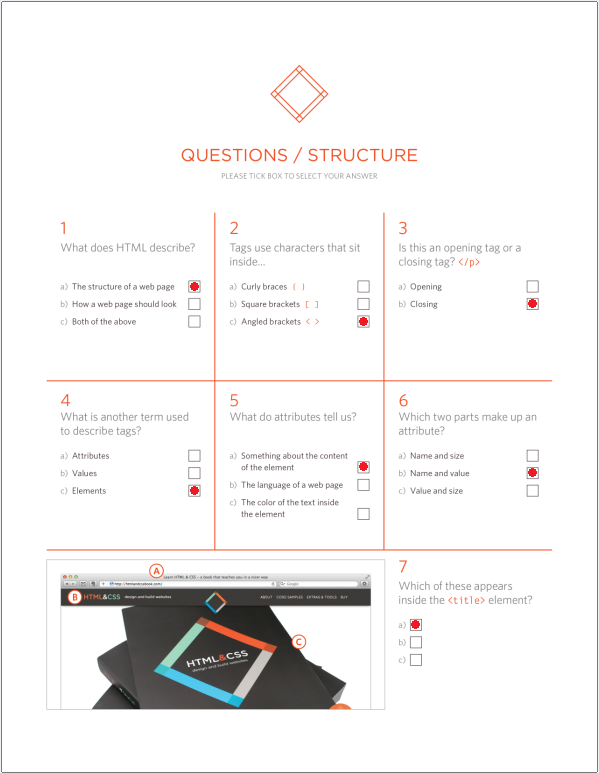 QUESTIONS / STRUCTURE
PLEASE TICK BOX TO SELECT YOUR ANSWER
1
What does HTML describe?
a) The structure of a web page
b) How a web page should look
c) Both of the above
2
Tags use characters that sit
inside...
a) Curly braces { }
b) Square brackets [ ]
c) Angled brackets < >
3
Is this an opening tag or a
closing tag? </p>
a) Opening
b) Closing
4
What is another term used
to describe tags?
a) Attributes
b) Values
c) Elements
5
What do attributes tell us?
a) Something about the content
of the element
b) The language of a web page
c) The color of the text inside
the element
6
Which two parts make up an
attribute?
a) Name and size
b) Name and value
c) Value and size
A
Learn HTML & CSS – a book that teaches you in a nicer way
http://htmlandcssbook.com/
Google
B
HTML&CSS design and build websites
ABOUT CODE SAMPLES EXTRAS & TOOLS BUY
C
HTML&CSS
design and build websites
7
Which of these appears
inside the <title> element?
a)
b)
c)